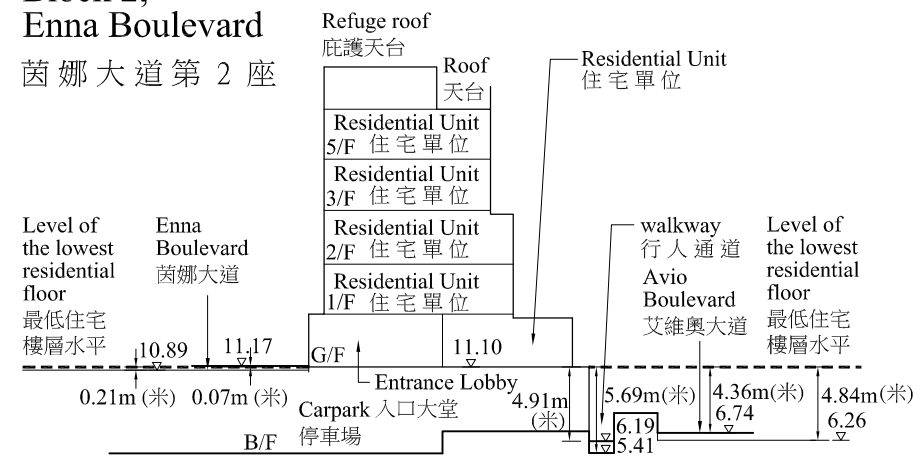 Block 2,
Enna Boulevard
茵娜大道第 2 座
Refuge roof
庇護天台
Roof
天台
Residential Unit
住宅單位
Residential Unit
5/F 住宅單位
Residential Unit
3/F 住宅單位
Residential Unit
2/F 住宅單位
Residential Unit
1/F 住宅單位
Level of
the lowest
residential
floor
最低住宅
樓層水平
Enna
Boulevard
茵娜大道
walkway
行人通道
Avio
Boulevard
艾維奧大道
Level of
the lowest
residential
floor
最低住宅
樓層水平
10.89
11.17
G/F
11.10
0.21m (米)
0.07m (米)
Entrance Lobby
入口大堂
Carpark
停車場
B/F
4.91m
(米)
5.69m(米)
4.36m(米)
4.84m(米)
6.19
5.41
6.74
6.26